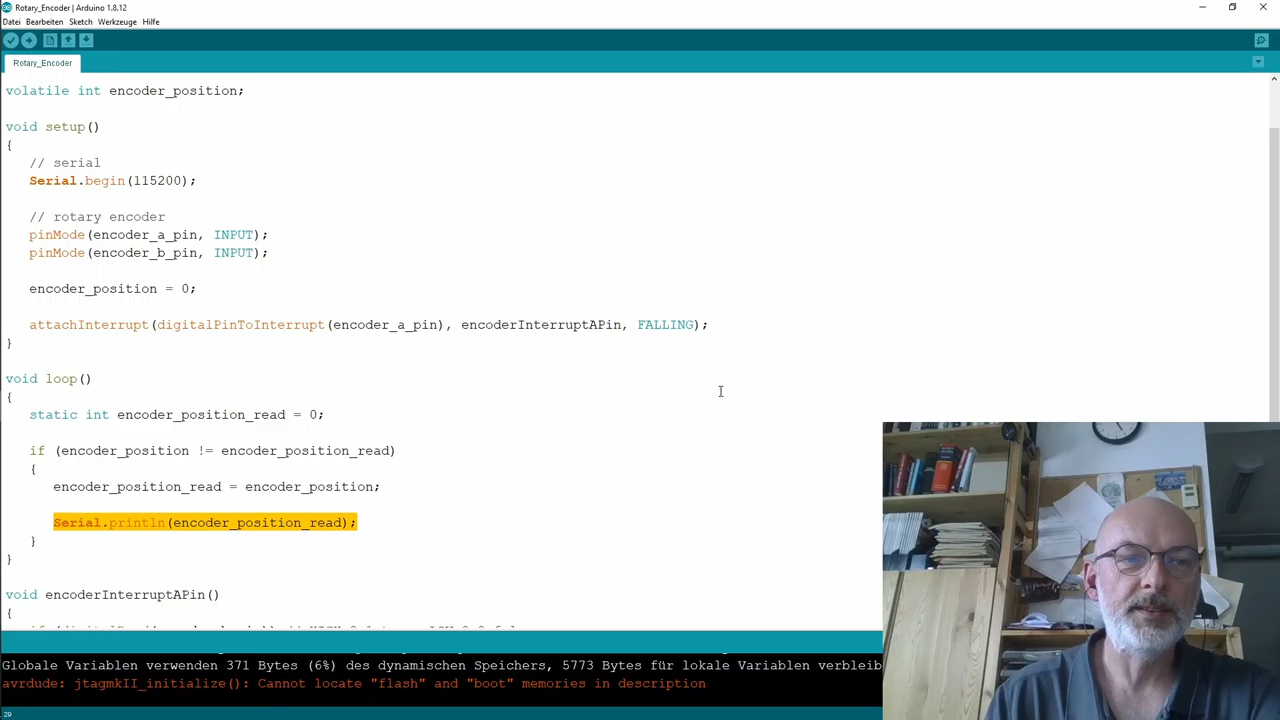 Rotary_Encoder | Arduino 1.8.12
Datei Bearbeiten Sketch Werkzeuge Hilfe
Rotary_Encoder
volatile int encoder_position;
void setup()
{
// serial
Serial.begin(115200);
// rotary encoder
pinMode(encoder_a_pin, INPUT);
pinMode(encoder_b_pin, INPUT);
encoder_position = 0;
attachInterrupt(digitalPinToInterrupt(encoder_a_pin), encoderInterruptAPin, FALLING);
}
void loop()
{
static int encoder_position_read = 0;
if (encoder_position != encoder_position_read)
{
encoder_position_read = encoder_position;
Serial.println(encoder_position_read);
}
}
void encoderInterruptAPin()
{
Globale Variablen verwenden 371 Bytes (6%) des dynamischen Speichers, 5773 Bytes für lokale Variablen verbleib
avrdude: jtagmkII_initialize(): Cannot locate "flash" and "boot" memories in description
29